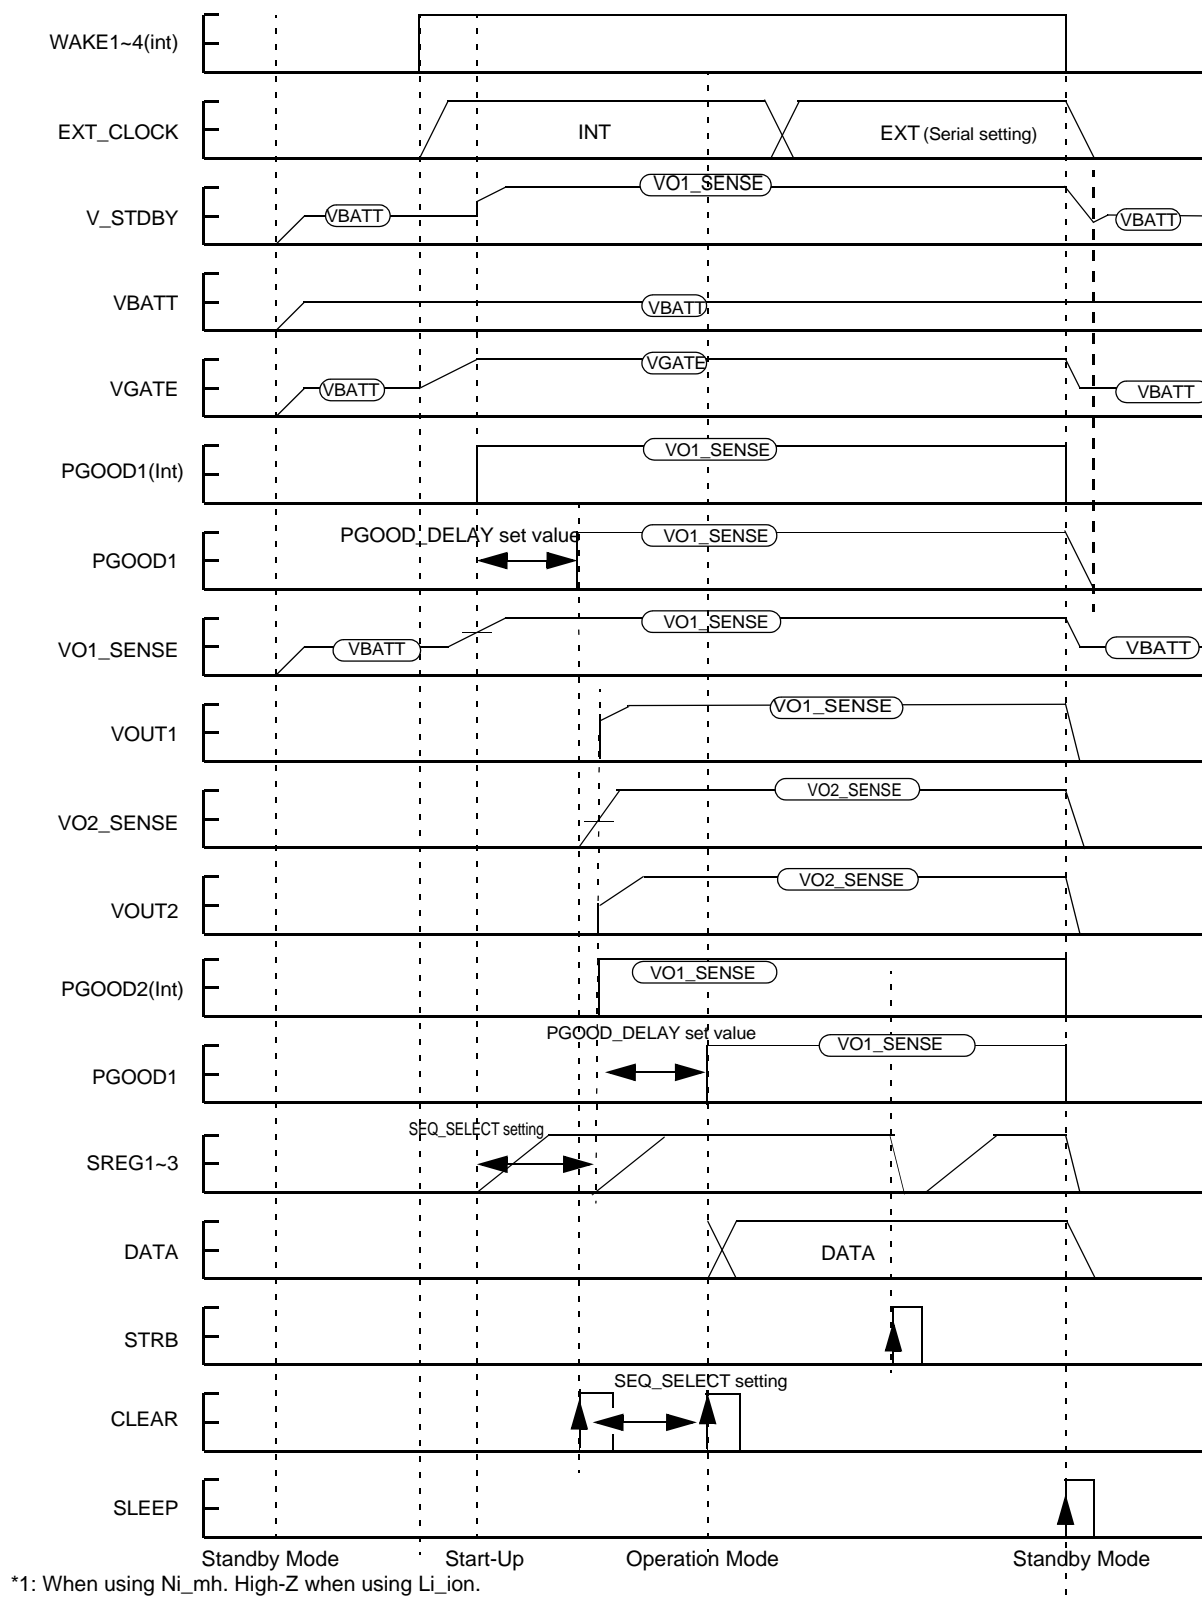 WAKE1~4(int)
EXT_CLOCK
INT
EXT (Serial setting)
V_STDBY
VBATT
VO1_SENSE
VBATT
VBATT
VBATT
VGATE
VBATT
VGATE
VBATT
PGOOD1(Int)
VO1_SENSE
PGOOD1
PGOOD_DELAY set value
VO1_SENSE
VO1_SENSE
VBATT
VO1_SENSE
VBATT
VOUT1
VO1_SENSE
VO2_SENSE
VO2_SENSE
VOUT2
VO2_SENSE
PGOOD2(Int)
VO1_SENSE
PGOOD1
PGOOD_DELAY set value
VO1_SENSE
SREG1~3
SEQ_SELECT setting
DATA
DATA
STRB
CLEAR
SEQ_SELECT setting
SLEEP
Standby Mode
Start-Up
Operation Mode
Standby Mode
*1: When using Ni_mh. High-Z when using Li_ion.